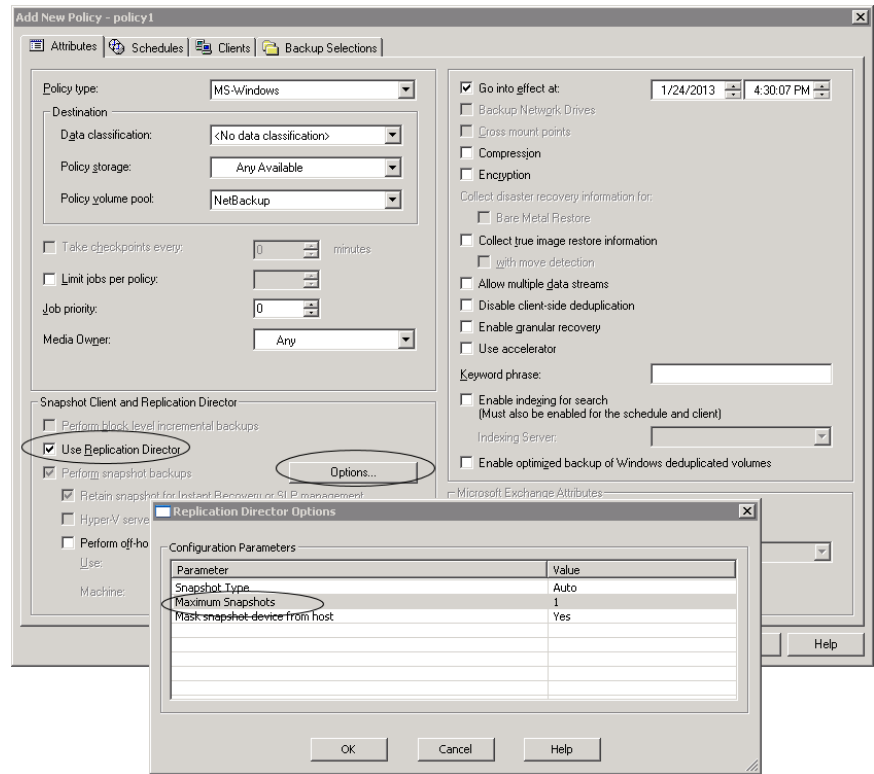 Add New Policy - policy1
Attributes Schedules Clients Backup Selections
Policy type: MS-Windows
Destination
Data classification: <No data classification>
Policy storage: Any Available
Policy volume pool: NetBackup
Take checkpoints every: 0 minutes
Limit jobs per policy:
Job priority: 0
Media Owner: Any
Snapshot Client and Replication Director
Perform block level incremental backups
Use Replication Director
Perform snapshot backups Options...
Retain snapshot for Instant Recovery or SLP management
Hyper-V serve
Perform off-ho
Use:
Machine:
Go into effect at: 1/24/2013 4:30:07 PM
Backup Network Drives
Cross mount points
Compression
Encryption
Collect disaster recovery information for:
Bare Metal Restore
Collect true image restore information
with move detection
Allow multiple data streams
Disable client-side deduplication
Enable granular recovery
Use accelerator
Keyword phrase:
Enable indexing for search
(Must also be enabled for the schedule and client)
Indexing Server:
Enable optimized backup of Windows deduplicated volumes
Microsoft Exchange Attributes
Help
Replication Director Options
Configuration Parameters
Parameter Value
Snapshot Type Auto
Maximum Snapshots 1
Mask snapshot device from host Yes
OK Cancel Help